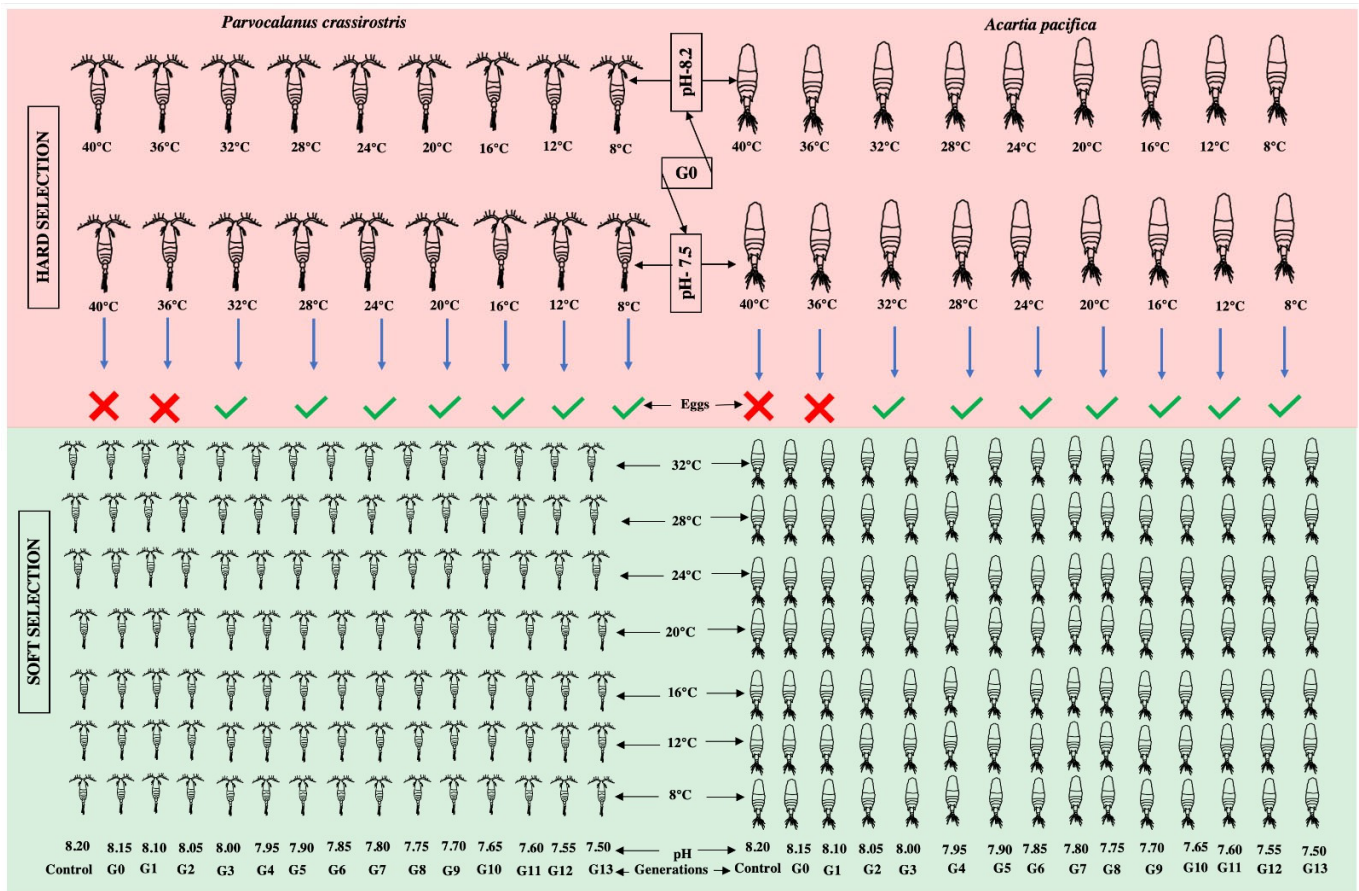 Parvocalanus crassirostris
Acartia pacifica
HARD SELECTION
pH-8.2
40°C 36°C 32°C 28°C 24°C 20°C 16°C 12°C 8°C
40°C 36°C 32°C 28°C 24°C 20°C 16°C 12°C 8°C
G0
pH- 7.5
40°C 36°C 32°C 28°C 24°C 20°C 16°C 12°C 8°C
40°C 36°C 32°C 28°C 24°C 20°C 16°C 12°C 8°C
Eggs
SOFT SELECTION
32°C
28°C
24°C
20°C
16°C
12°C
8°C
8.20 8.15 8.10 8.05 8.00 7.95 7.90 7.85 7.80 7.75 7.70 7.65 7.60 7.55 7.50
pH
8.20 8.15 8.10 8.05 8.00 7.95 7.90 7.85 7.80 7.75 7.70 7.65 7.60 7.55 7.50
Control G0 G1 G2 G3 G4 G5 G6 G7 G8 G9 G10 G11 G12 G13
Generations
Control G0 G1 G2 G3 G4 G5 G6 G7 G8 G9 G10 G11 G12 G13